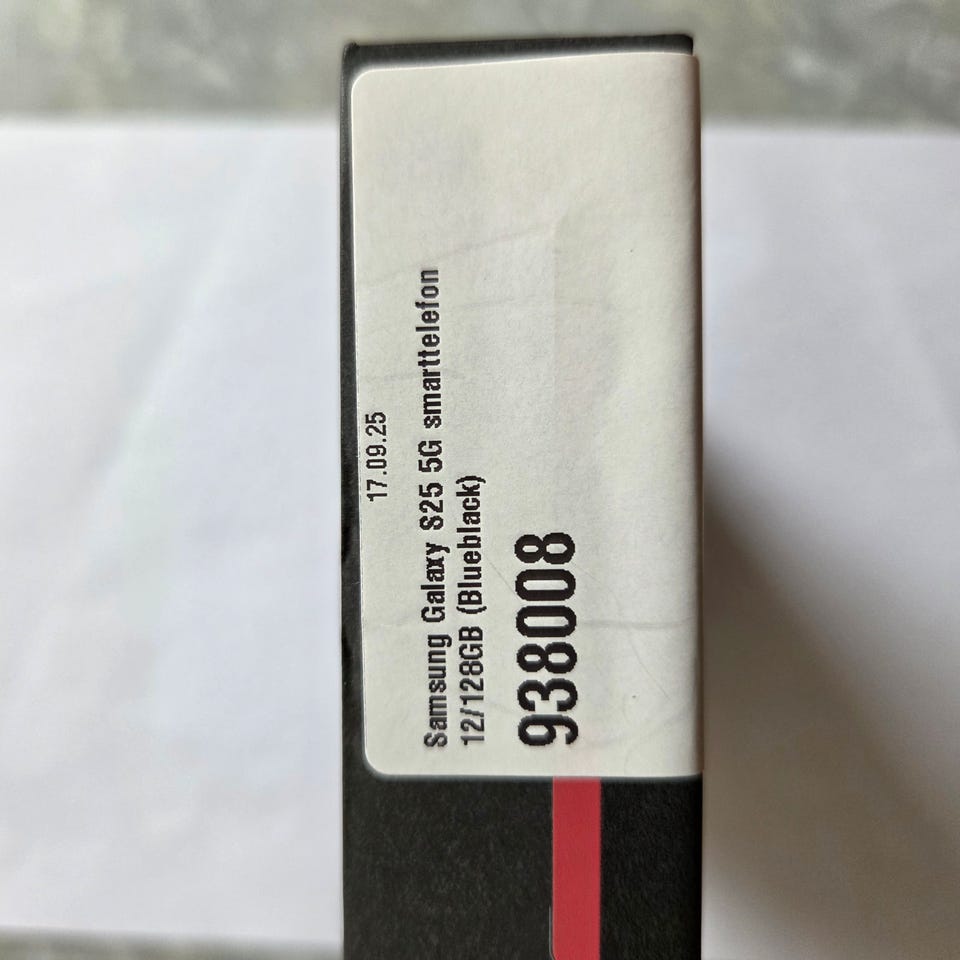 17.09.25
Samsung Galaxy S25 5G smarttelefon
12/128GB (Blueblack)
938008